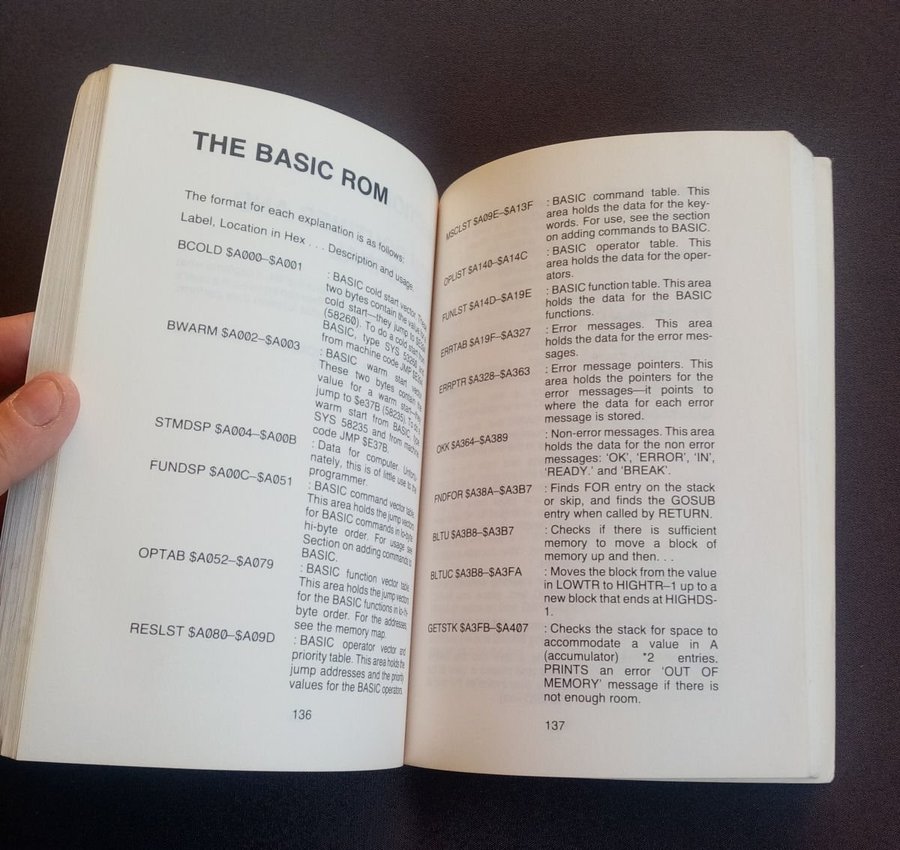 THE BASIC ROM
The format for each explanation is as follows:
Label, Location in Hex . . . Description and usage.
BCOLD $A000–$A001
: BASIC cold start vector. These
two bytes contain the value for a
cold start—they jump to
(58260). To do a cold start from
BASIC, type SYS
from machine code JMP
BWARM $A002–$A003
: BASIC warm start vector.
These two bytes contain the
value for a warm start—they
jump to $e37B (58235). To do a
warm start from BASIC, type
SYS 58235 and from machine
code JMP $E37B.
STMDSP $A004–$A00B
: Data for computer. Unfortu-
nately, this is of little use to the
programmer.
FUNDSP $A00C–$A051
: BASIC command vector table.
This area holds the jump vectors
for BASIC commands in lo-byte
hi-byte order. For usage see
Section on adding commands to
BASIC.
OPTAB $A052–$A079
: BASIC function vector table.
This area holds the jump vectors
for the BASIC functions in lo-hi-
byte order. For the addresses,
see the memory map.
RESLST $A080–$A09D
: BASIC operator vector and
priority table. This area holds the
jump addresses and the priority
values for the BASIC operators.
136
MSCLST $A09E–$A13F
: BASIC command table. This
area holds the data for the key-
words. For use, see the section
on adding commands to BASIC.
OPLIST $A140–$A14C
: BASIC operator table. This
area holds the data for the oper-
ators.
FUNLST $A14D–$A19E
: BASIC function table. This area
holds the data for the BASIC
functions.
ERRTAB $A19F–$A327
: Error messages. This area
holds the data for the error mes-
sages.
ERRPTR $A328–$A363
: Error message pointers. This
area holds the pointers for the
error messages—it points to
where the data for each error
message is stored.
OKK $A364–$A389
: Non-error messages. This area
holds the data for the non error
messages: 'OK', 'ERROR', 'IN',
'READY.' and 'BREAK'.
FNDFOR $A38A–$A3B7
: Finds FOR entry on the stack
or skip, and finds the GOSUB
entry when called by RETURN.
BLTU $A3B8–$A3B7
: Checks if there is sufficient
memory to move a block of
memory up and then. . .
BLTUC $A3B8–$A3FA
: Moves the block from the value
in LOWTR to HIGHTR–1 up to a
new block that ends at HIGHDS-
1.
GETSTK $A3FB–$A407
: Checks the stack for space to
accommodate a value in A
(accumulator) *2 entries.
PRINTS an error 'OUT OF
MEMORY' message if there is
not enough room.
137